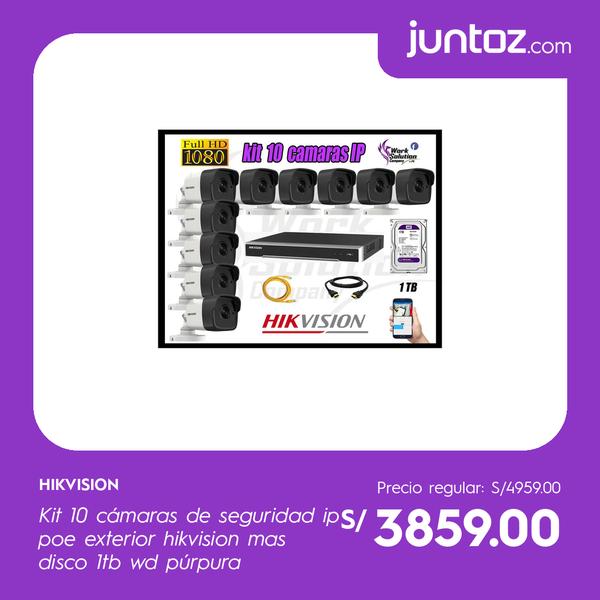 juntoz.com
Full HD
1080
kit 10 camaras IP
Work
Solution
Company
HIKVISION
1 TB
HIKVISION
HIKVISION
Precio regular: S/4959.00
Kit 10 cámaras de seguridad ip
poe exterior hikvision mas
disco 1tb wd púrpura
S/ 3859.00